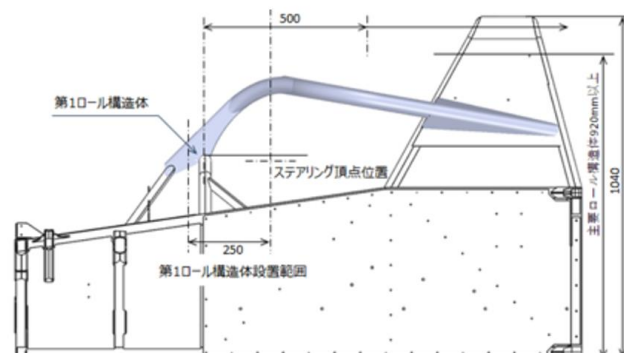 500
第1ロール構造体
ステアリング頂点位置
250
第1ロール構造体設置範囲
主要ロール構造体920mm以上
1040